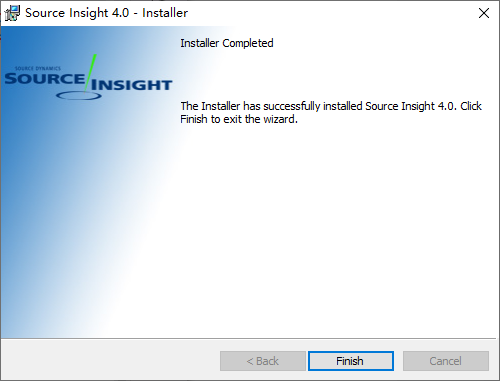 Source Insight 4.0 - Installer
Installer Completed
SOURCE DYNAMICS
SOURCE INSIGHT
The Installer has successfully installed Source Insight 4.0. Click
Finish to exit the wizard.
< Back
Finish
Cancel